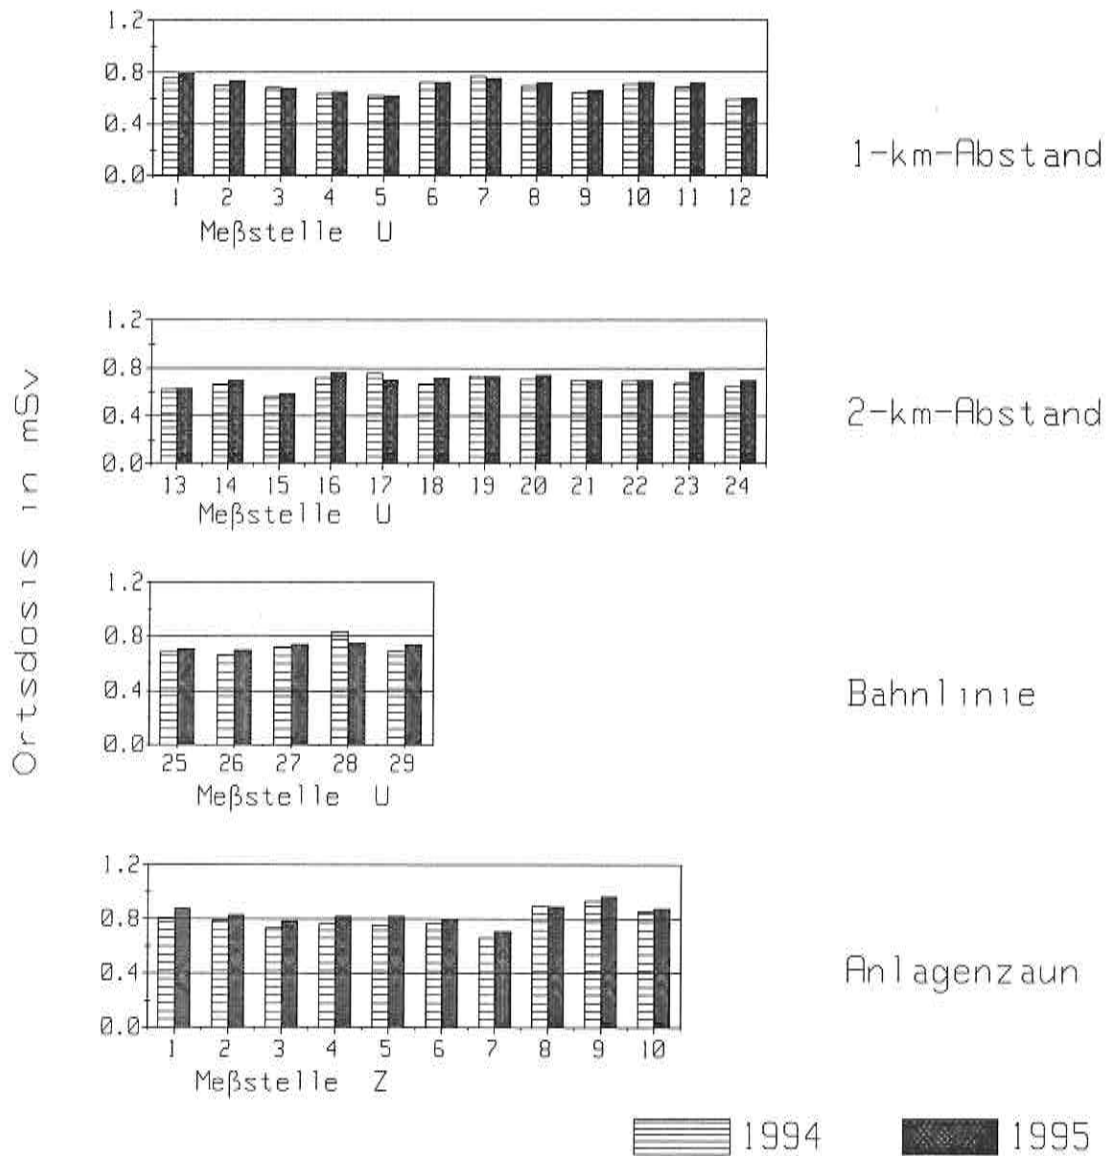 Ortsdosis in mSv
1.2
0.8
0.4
0.0
1 2 3 4 5 6 7 8 9 10 11 12
Meßstelle U
1-km-Abstand
1.2
0.8
0.4
0.0
13 14 15 16 17 18 19 20 21 22 23 24
Meßstelle U
2-km-Abstand
1.2
0.8
0.4
0.0
25 26 27 28 29
Meßstelle U
Bahnlinie
1.2
0.8
0.4
0.0
1 2 3 4 5 6 7 8 9 10
Meßstelle Z
Anlagenzaun
1994 1995